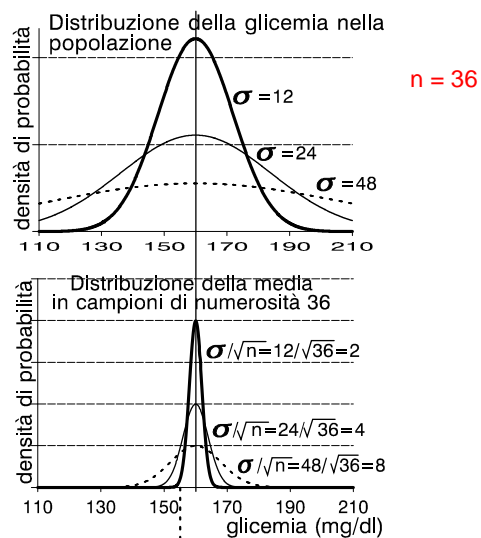 Distribuzione della glicemia nella
popolazione
n = 36
densità di probabilità
σ =12
σ =24
σ =48
110 130 150 170 190 210
Distribuzione della media
in campioni di numerosità 36
densità di probabilità
σ/√n=12/√36=2
σ/√n=24/√36=4
σ/√n=48/√36=8
110 130 150 170 190 210
glicemia (mg/dl)